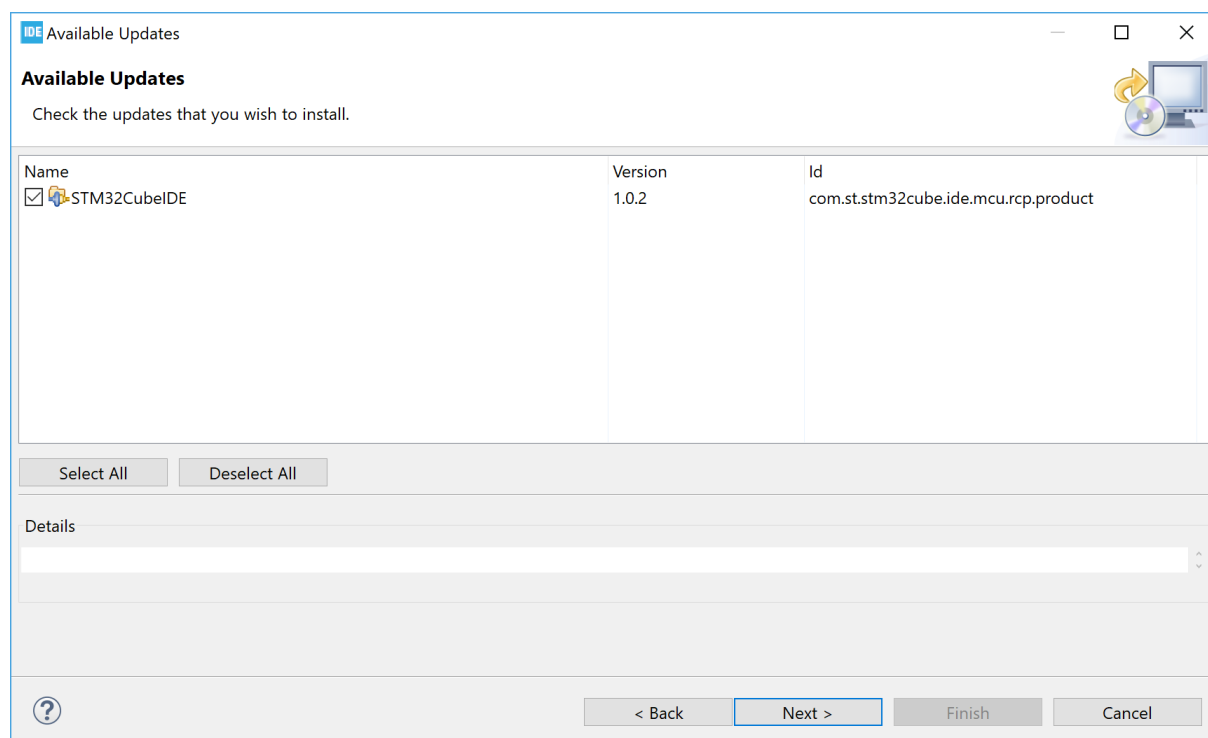 IDE Available Updates
Available Updates
Check the updates that you wish to install.
Name Version Id
STM32CubeIDE 1.0.2 com.st.stm32cube.ide.mcu.rcp.product
Select All Deselect All
Details
? < Back Next > Finish Cancel